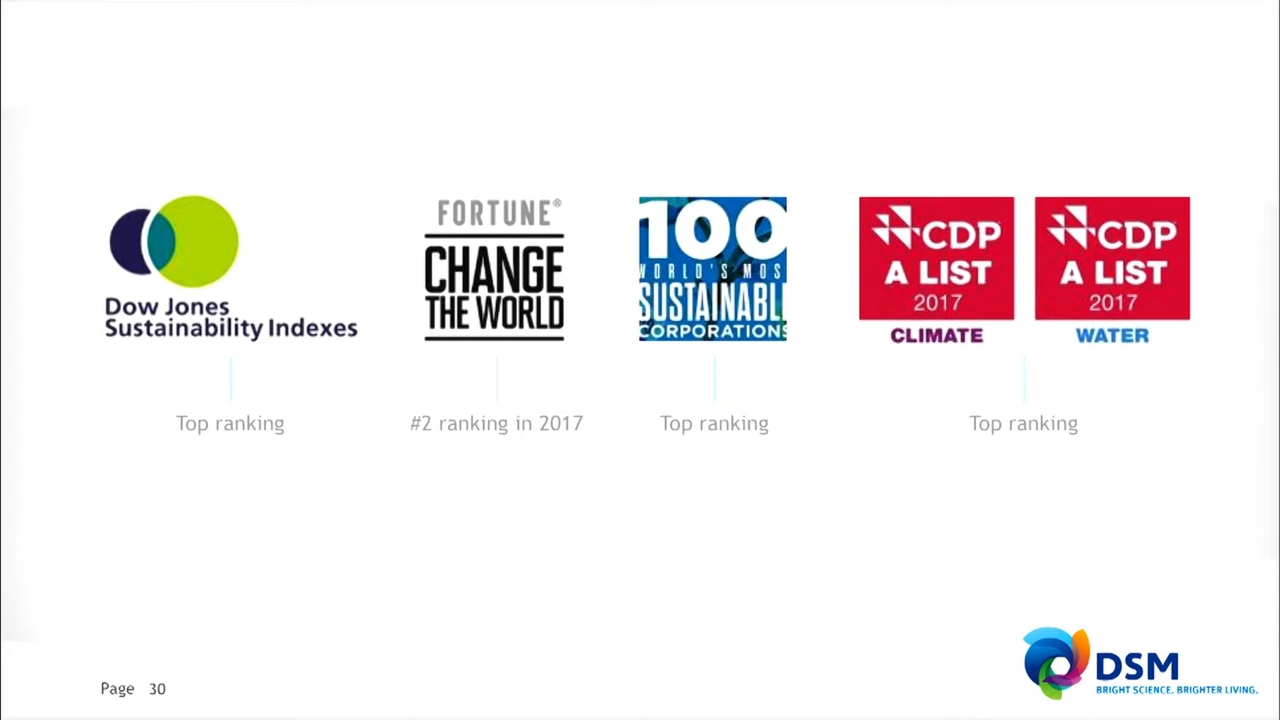 Dow Jones
Sustainability Indexes
Top ranking
FORTUNE®
CHANGE
THE WORLD
#2 ranking in 2017
100
WORLD'S MOS
SUSTAINABL
CORPORATIONS
Top ranking
CDP
A LIST
2017
CLIMATE
CDP
A LIST
2017
WATER
Top ranking
Page 30
DSM
BRIGHT SCIENCE. BRIGHTER LIVING.